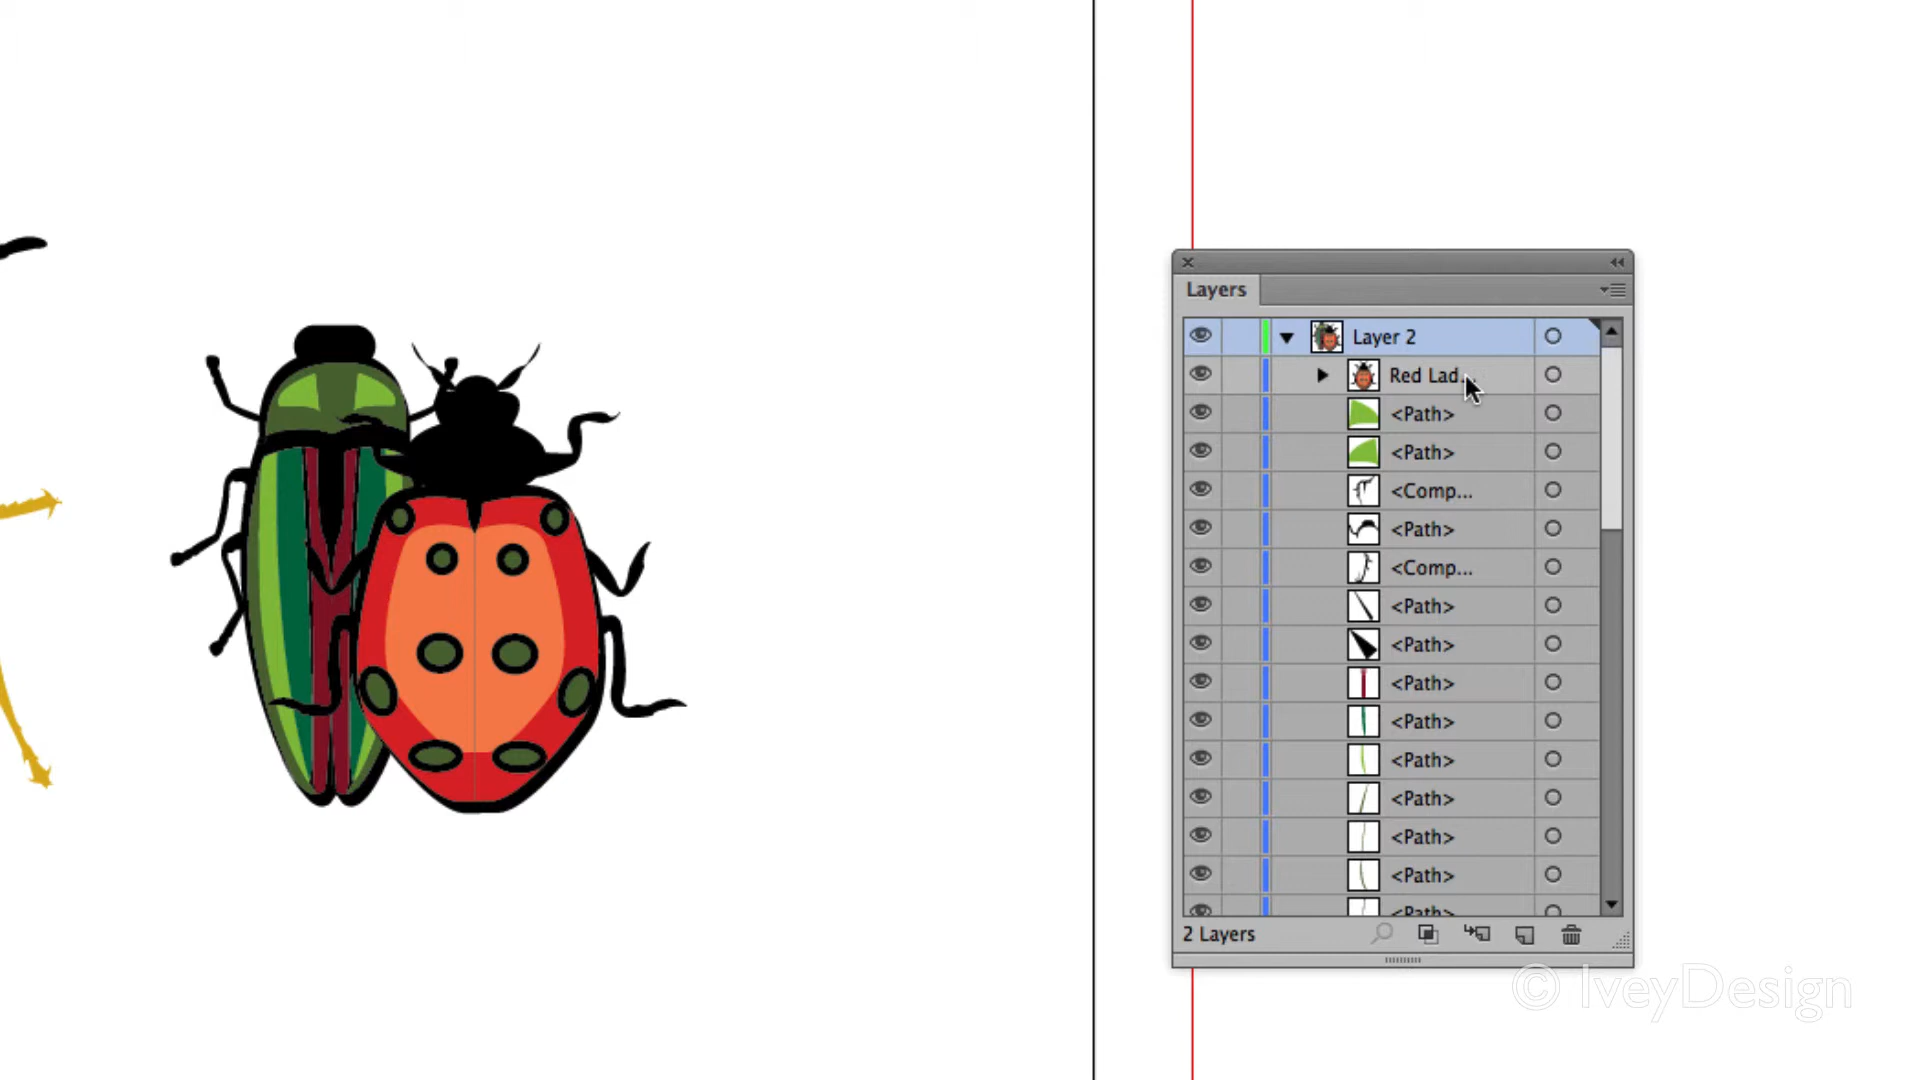 Layers
Layer 2
Red Lad...
<Path>
<Path>
<Comp...
<Path>
<Comp...
<Path>
<Path>
<Path>
<Path>
<Path>
<Path>
<Path>
<Path>
<Path>
2 Layers
© IveyDesign